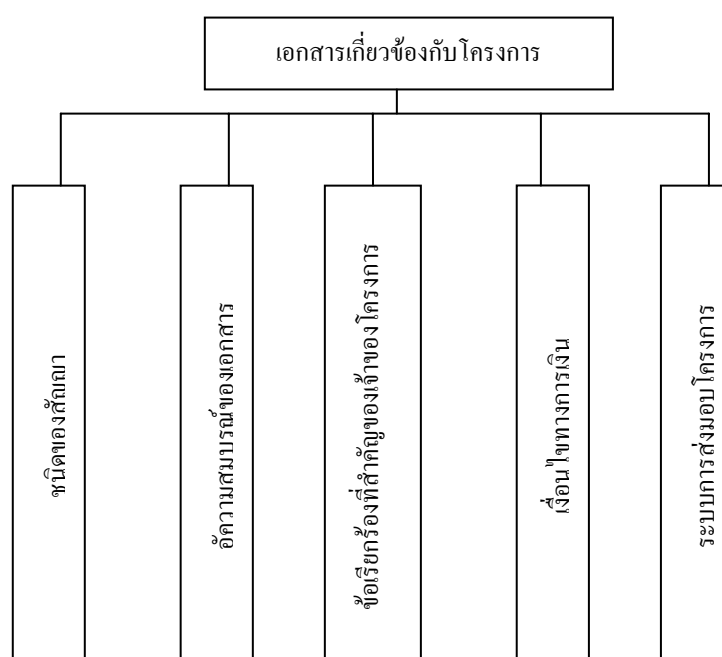 เอกสารเกี่ยวข้องกับโครงการ
ชนิดของสัญญา
อัความสมบรณ์ของเอกสาร
ข้อเรียกร้องที่สำคัญของเจ้าของโครงการ
เงื่อนไขทางการเงิน
ระบบการส่งมอบโครงการ